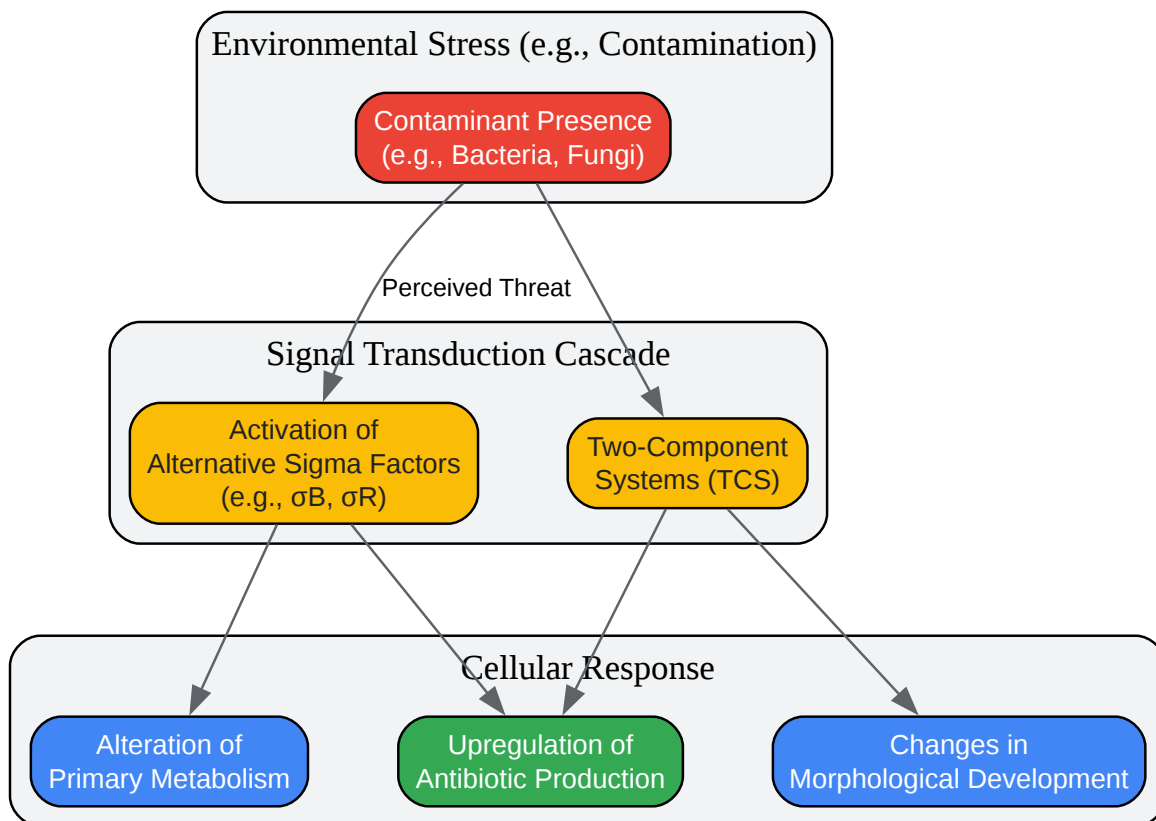 Environmental Stress (e.g., Contamination)
Contaminant Presence
(e.g., Bacteria, Fungi)
Perceived Threat
Signal Transduction Cascade
Activation of
Alternative Sigma Factors
(e.g., σB, σR)
Two-Component
Systems (TCS)
Cellular Response
Alteration of
Primary Metabolism
Upregulation of
Antibiotic Production
Changes in
Morphological Development